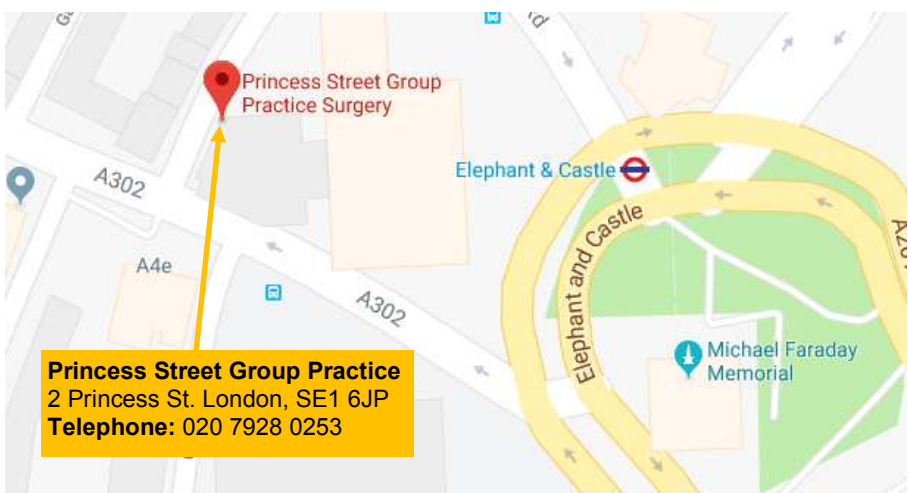 Princess Street Group
Practice Surgery
Elephant & Castle
A302
A4e
Elephant and Castle
A302
Michael Faraday
Memorial
Princess Street Group Practice
2 Princess St. London, SE1 6JP
Telephone: 020 7928 0253